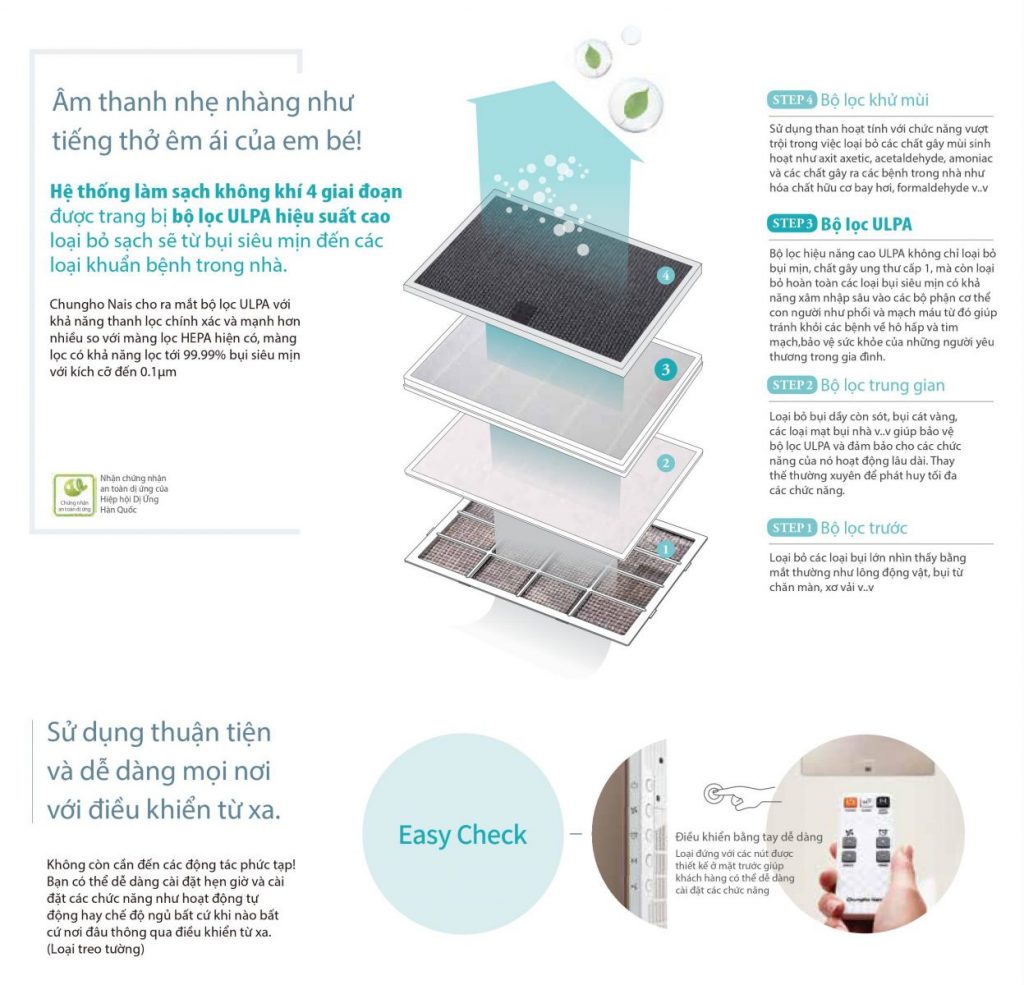 Âm thanh nhẹ nhàng như
tiếng thở êm ái của em bé!
Hệ thống làm sạch không khí 4 giai đoạn
được trang bị bộ lọc ULPA hiệu suất cao
loại bỏ sạch sẽ từ bụi siêu mịn đến các
loại khuẩn bệnh trong nhà.
Chungho Nais cho ra mắt bộ lọc ULPA với
khả năng thanh lọc chính xác và mạnh hơn
nhiều so với màng lọc HEPA hiện có, màng
lọc có khả năng lọc tới 99.99% bụi siêu mịn
với kích cỡ đến 0.1µm
Chứng nhận
an toàn dị ứng
Nhận chứng nhận
an toàn dị ứng của
Hiệp hội Dị Ứng
Hàn Quốc
4
3
2
1
STEP 4 Bộ lọc khử mùi
Sử dụng than hoạt tính với chức năng vượt
trội trong việc loại bỏ các chất gây mùi sinh
hoạt như axit axetic, acetaldehyde, amoniac
và các chất gây ra các bệnh trong nhà như
hóa chất hữu cơ bay hơi, formaldehyde v..v
STEP 3 Bộ lọc ULPA
Bộ lọc hiệu năng cao ULPA không chỉ loại bỏ
bụi mịn, chất gây ung thư cấp 1, mà còn loại
bỏ hoàn toàn các loại bụi siêu mịn có khả
năng xâm nhập sâu vào các bộ phận cơ thể
con người như phổi và mạch máu từ đó giúp
tránh khỏi các bệnh về hô hấp và tim
mạch,bảo vệ sức khỏe của những người yêu
thương trong gia đình.
STEP 2 Bộ lọc trung gian
Loại bỏ bụi dầy còn sót, bụi cát vàng,
các loại mạt bụi nhà v..v giúp bảo vệ
bộ lọc ULPA và đảm bảo cho các chức
năng của nó hoạt động lâu dài. Thay
thế thường xuyên để phát huy tối đa
các chức năng.
STEP 1 Bộ lọc trước
Loại bỏ các loại bụi lớn nhìn thấy bằng
mắt thường như lông động vật, bụi từ
chăn màn, xơ vải v..v
Sử dụng thuận tiện
và dễ dàng mọi nơi
với điều khiển từ xa.
Không còn cần đến các động tác phức tạp!
Bạn có thể dễ dàng cài đặt hẹn giờ và cài
đặt các chức năng như hoạt động tự
động hay chế độ ngủ bất cứ khi nào bất
cứ nơi đâu thông qua điều khiển từ xa.
(Loại treo tường)
Easy Check
Điều khiển bằng tay dễ dàng
Loại đứng với các nút được
thiết kế ở mặt trước giúp
khách hàng có thể dễ dàng
cài đặt các chức năng
Chungho Nais